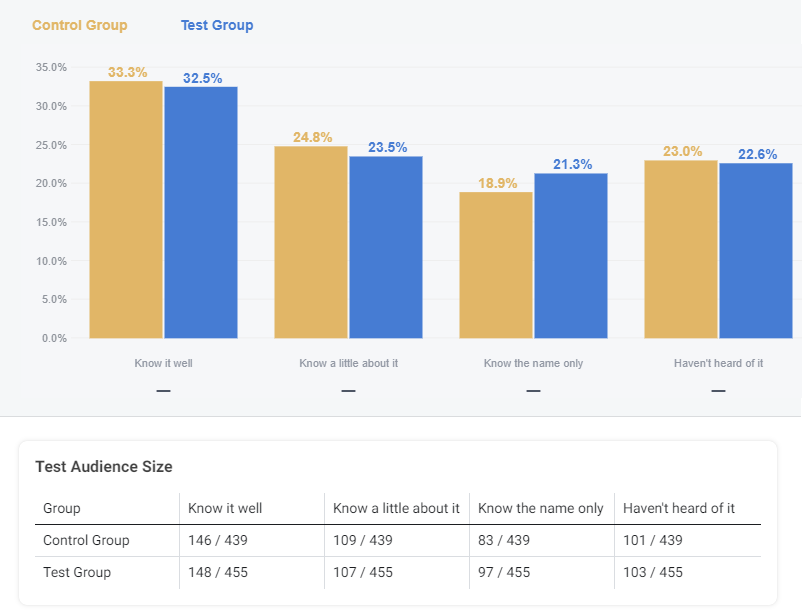 Control Group Test Group
35.0%
30.0%
25.0%
20.0%
15.0%
10.0%
5.0%
0.0%
33.3% 32.5%
24.8% 23.5%
18.9% 21.3%
23.0% 22.6%
Know it well Know a little about it Know the name only Haven't heard of it
— — — —
Test Audience Size
Group Know it well Know a little about it Know the name only Haven't heard of it
Control Group 146 / 439 109 / 439 83 / 439 101 / 439
Test Group 148 / 455 107 / 455 97 / 455 103 / 455